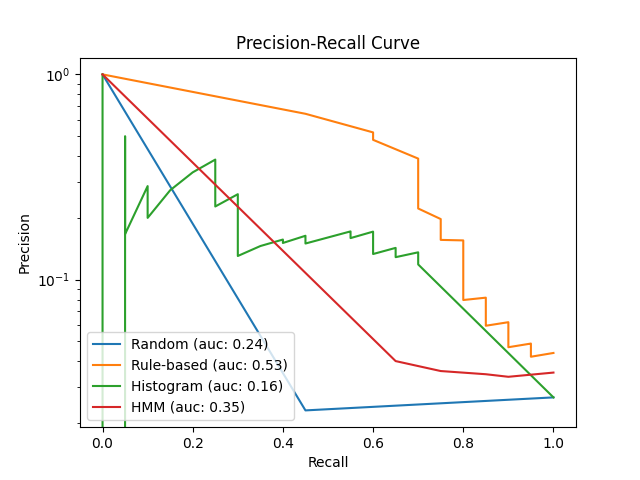 Precision-Recall Curve
Precision
10⁰
10⁻¹
Random (auc: 0.24)
Rule-based (auc: 0.53)
Histogram (auc: 0.16)
HMM (auc: 0.35)
0.0 0.2 0.4 0.6 0.8 1.0
Recall